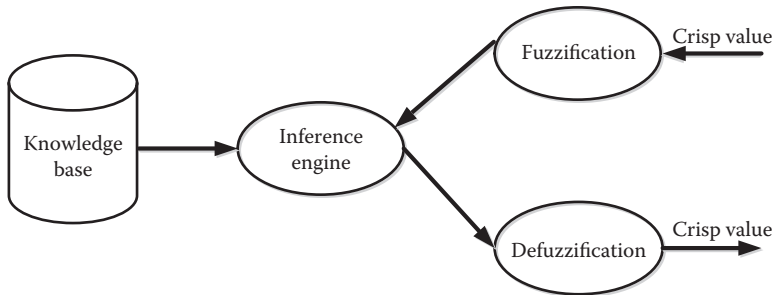 Crisp value
Fuzzification
Knowledge
base
Inference
engine
Crisp value
Defuzzification